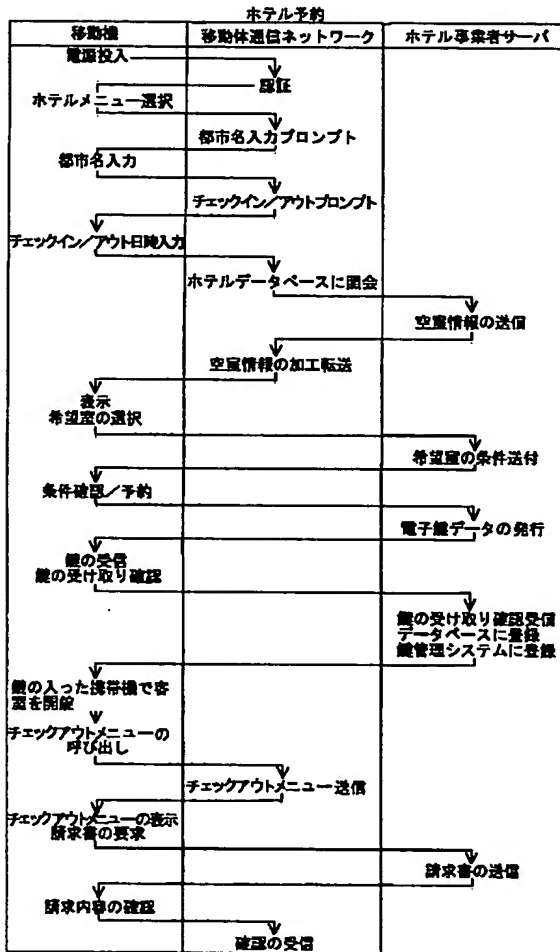 ホテル予約
移動機
移動体通信ネットワーク
ホテル事業者サーバ
電源投入
認証
ホテルメニュー選択
都市名入力プロンプト
都市名入力
チェックイン／アウトプロンプト
チェックイン／アウト日時入力
ホテルデータベースに照会
空室情報の送信
空室情報の加工転送
表示
希望室の選択
希望室の条件送付
条件確認／予約
電子鍵データの発行
鍵の受信
鍵の受け取り確認
鍵の受け取り確認受信
データベースに登録
鍵管理システムに登録
鍵の入った携帯機で客
室を開錠
チェックアウトメニューの
呼び出し
チェックアウトメニュー送信
チェックアウトメニューの表示
請求書の要求
請求書の送信
請求内容の確認
確認の受信